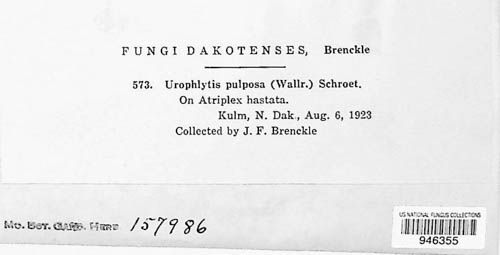 FUNGI DAKOTENSES, Brenckle
573. Urophlytis pulposa (Wallr.) Schroet.
On Atriplex hastata.
Kulm, N. Dak., Aug. 6, 1923
Collected by J. F. Brenckle
MO. BOT. GARD. HERB 157986
US NATIONAL FUNGUS COLLECTIONS
946355